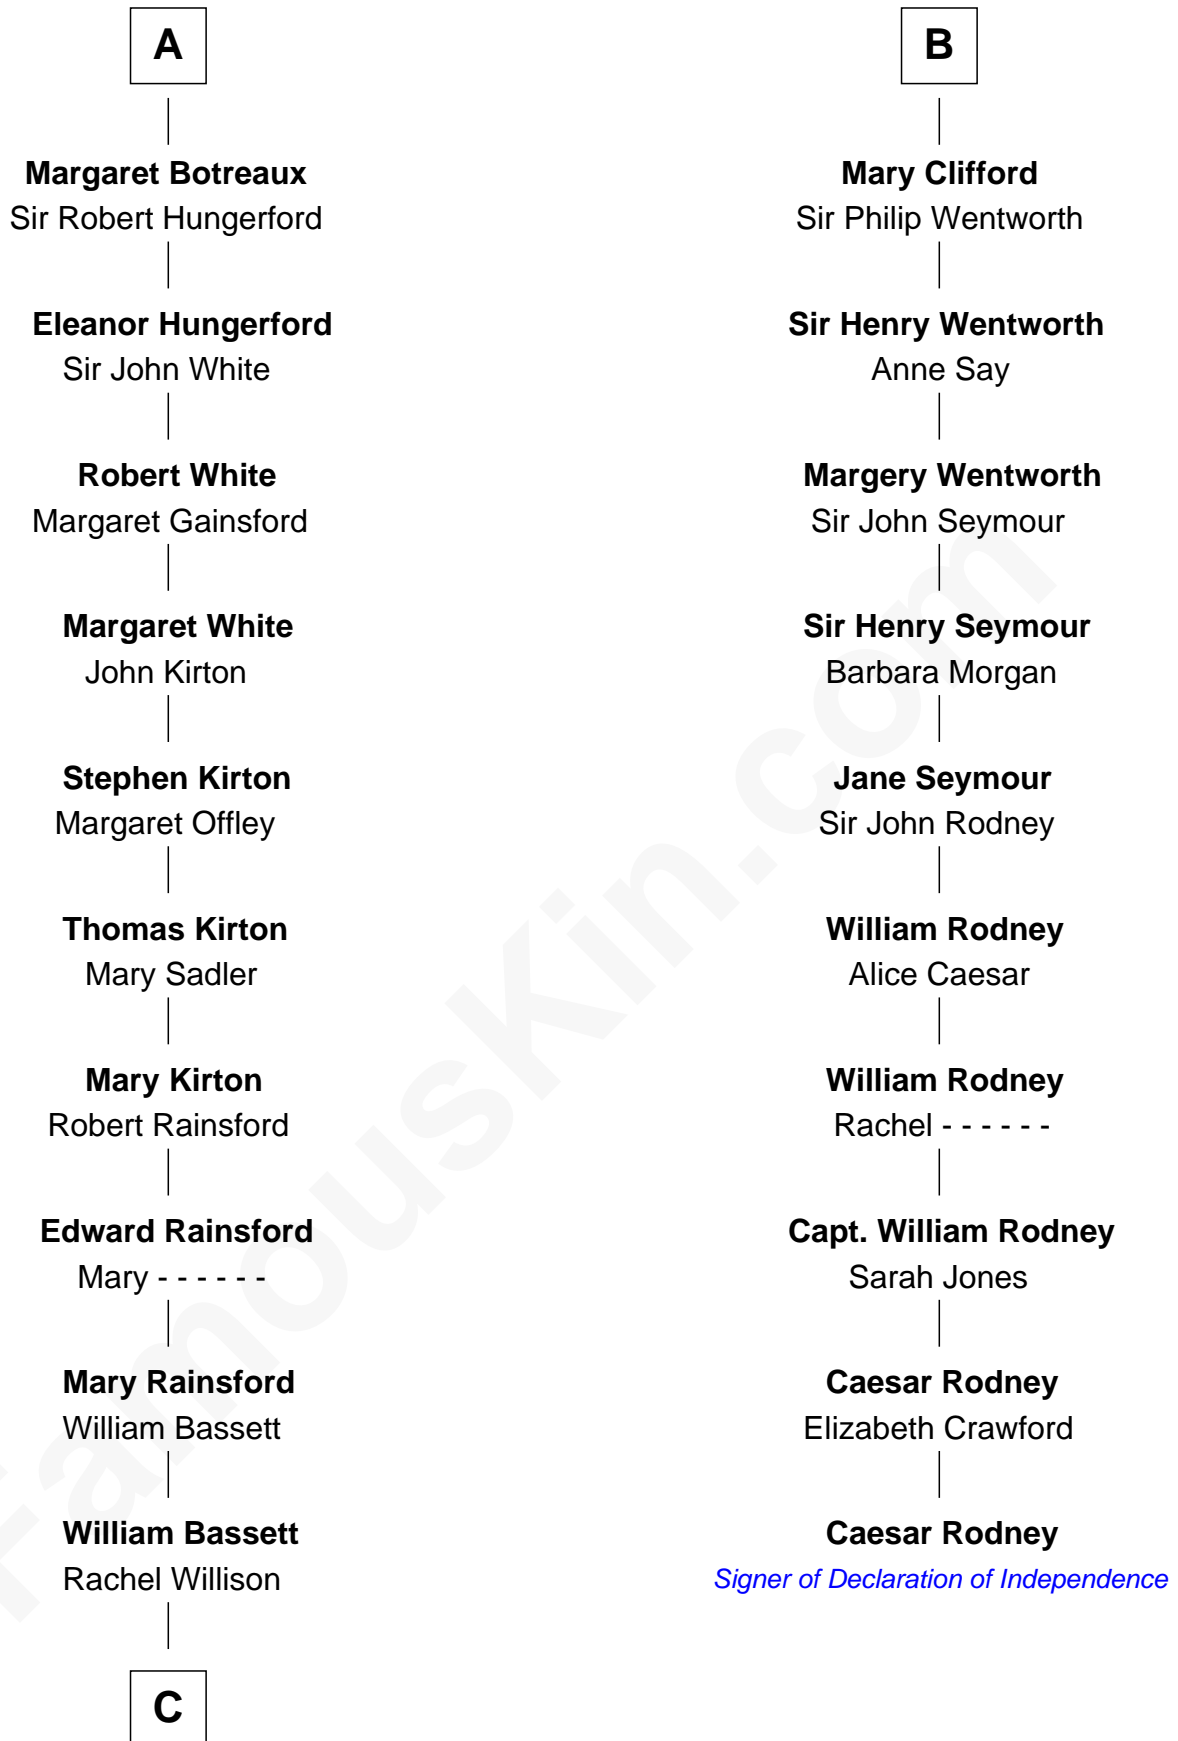 A
Margaret Botreaux
Sir Robert Hungerford
Eleanor Hungerford
Sir John White
Robert White
Margaret Gainsford
Margaret White
John Kirton
Stephen Kirton
Margaret Offley
Thomas Kirton
Mary Sadler
Mary Kirton
Robert Rainsford
Edward Rainsford
Mary - - - - - -
Mary Rainsford
William Bassett
William Bassett
Rachel Willison
C
B
Mary Clifford
Sir Philip Wentworth
Sir Henry Wentworth
Anne Say
Margery Wentworth
Sir John Seymour
Sir Henry Seymour
Barbara Morgan
Jane Seymour
Sir John Rodney
William Rodney
Alice Caesar
William Rodney
Rachel - - - - - -
Capt. William Rodney
Sarah Jones
Caesar Rodney
Elizabeth Crawford
Caesar Rodney
Signer of Declaration of Independence
FamousKin.com